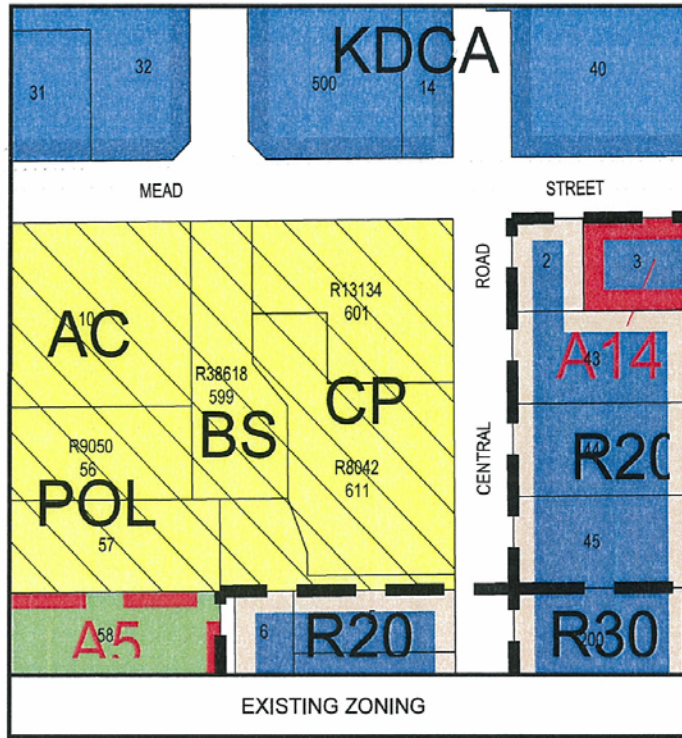 KDCA
31
32
500
14
40
MEAD
STREET
ROAD
CENTRAL
2
3
AC
10
R13134
601
A14
43
R38618
599
CP
BS
R9050
56
R8042
611
R20
44
POL
57
45
A5
58
6
R20
5
R30
200
EXISTING ZONING